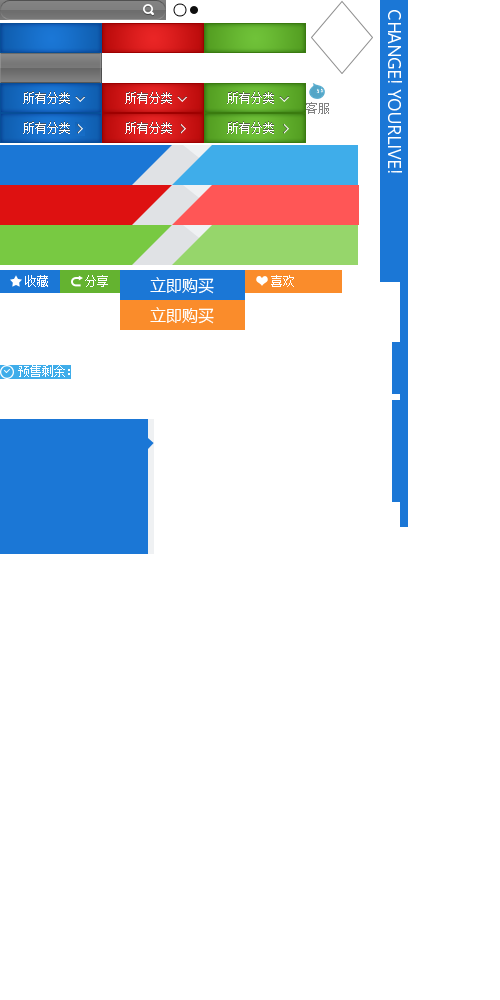 所有分类 所有分类 所有分类
客服
所有分类 所有分类 所有分类
收藏 分享 立即购买 喜欢
立即购买
预售剩余:
CHANGE! YOURLIVE!